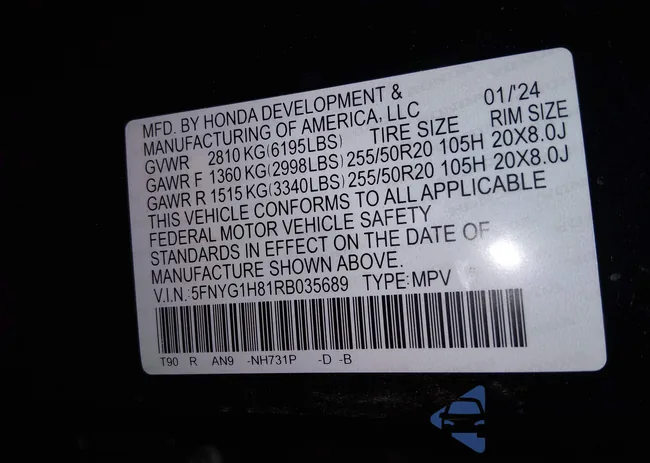 MFD. BY HONDA DEVELOPMENT &
MANUFACTURING OF AMERICA, LLC 01/'24
GVWR 2810 KG(6195LBS) TIRE SIZE RIM SIZE
GAWR F 1360 KG(2998LBS) 255/50R20 105H 20X8.0J
GAWR R 1515 KG(3340LBS) 255/50R20 105H 20X8.0J
THIS VEHICLE CONFORMS TO ALL APPLICABLE
FEDERAL MOTOR VEHICLE SAFETY
STANDARDS IN EFFECT ON THE DATE OF
MANUFACTURE SHOWN ABOVE.
V.I.N.:5FNYG1H81RB035689 TYPE:MPV
T90 R AN9 -NH731P -D -B